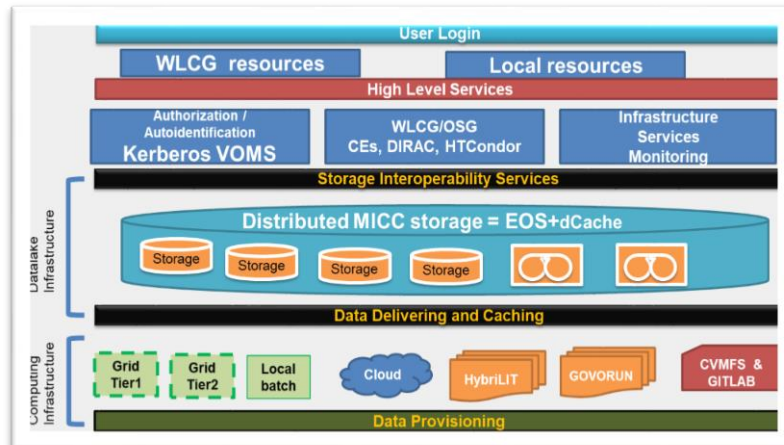 User Login
WLCG resources
Local resources
High Level Services
Authorization /
Autoidentification
Kerberos VOMS
WLCG/OSG
CEs, DIRAC, HTCondor
Infrastructure
Services
Monitoring
Storage Interoperability Services
Datalake
Infrastructure
Distributed MICC storage = EOS+dCache
Storage
Storage
Storage
Storage
Data Delivering and Caching
Computing
Infrastructure
Grid
Tier1
Grid
Tier2
Local
batch
Cloud
HybriLIT
GOVORUN
CVMFS &
GITLAB
Data Provisioning